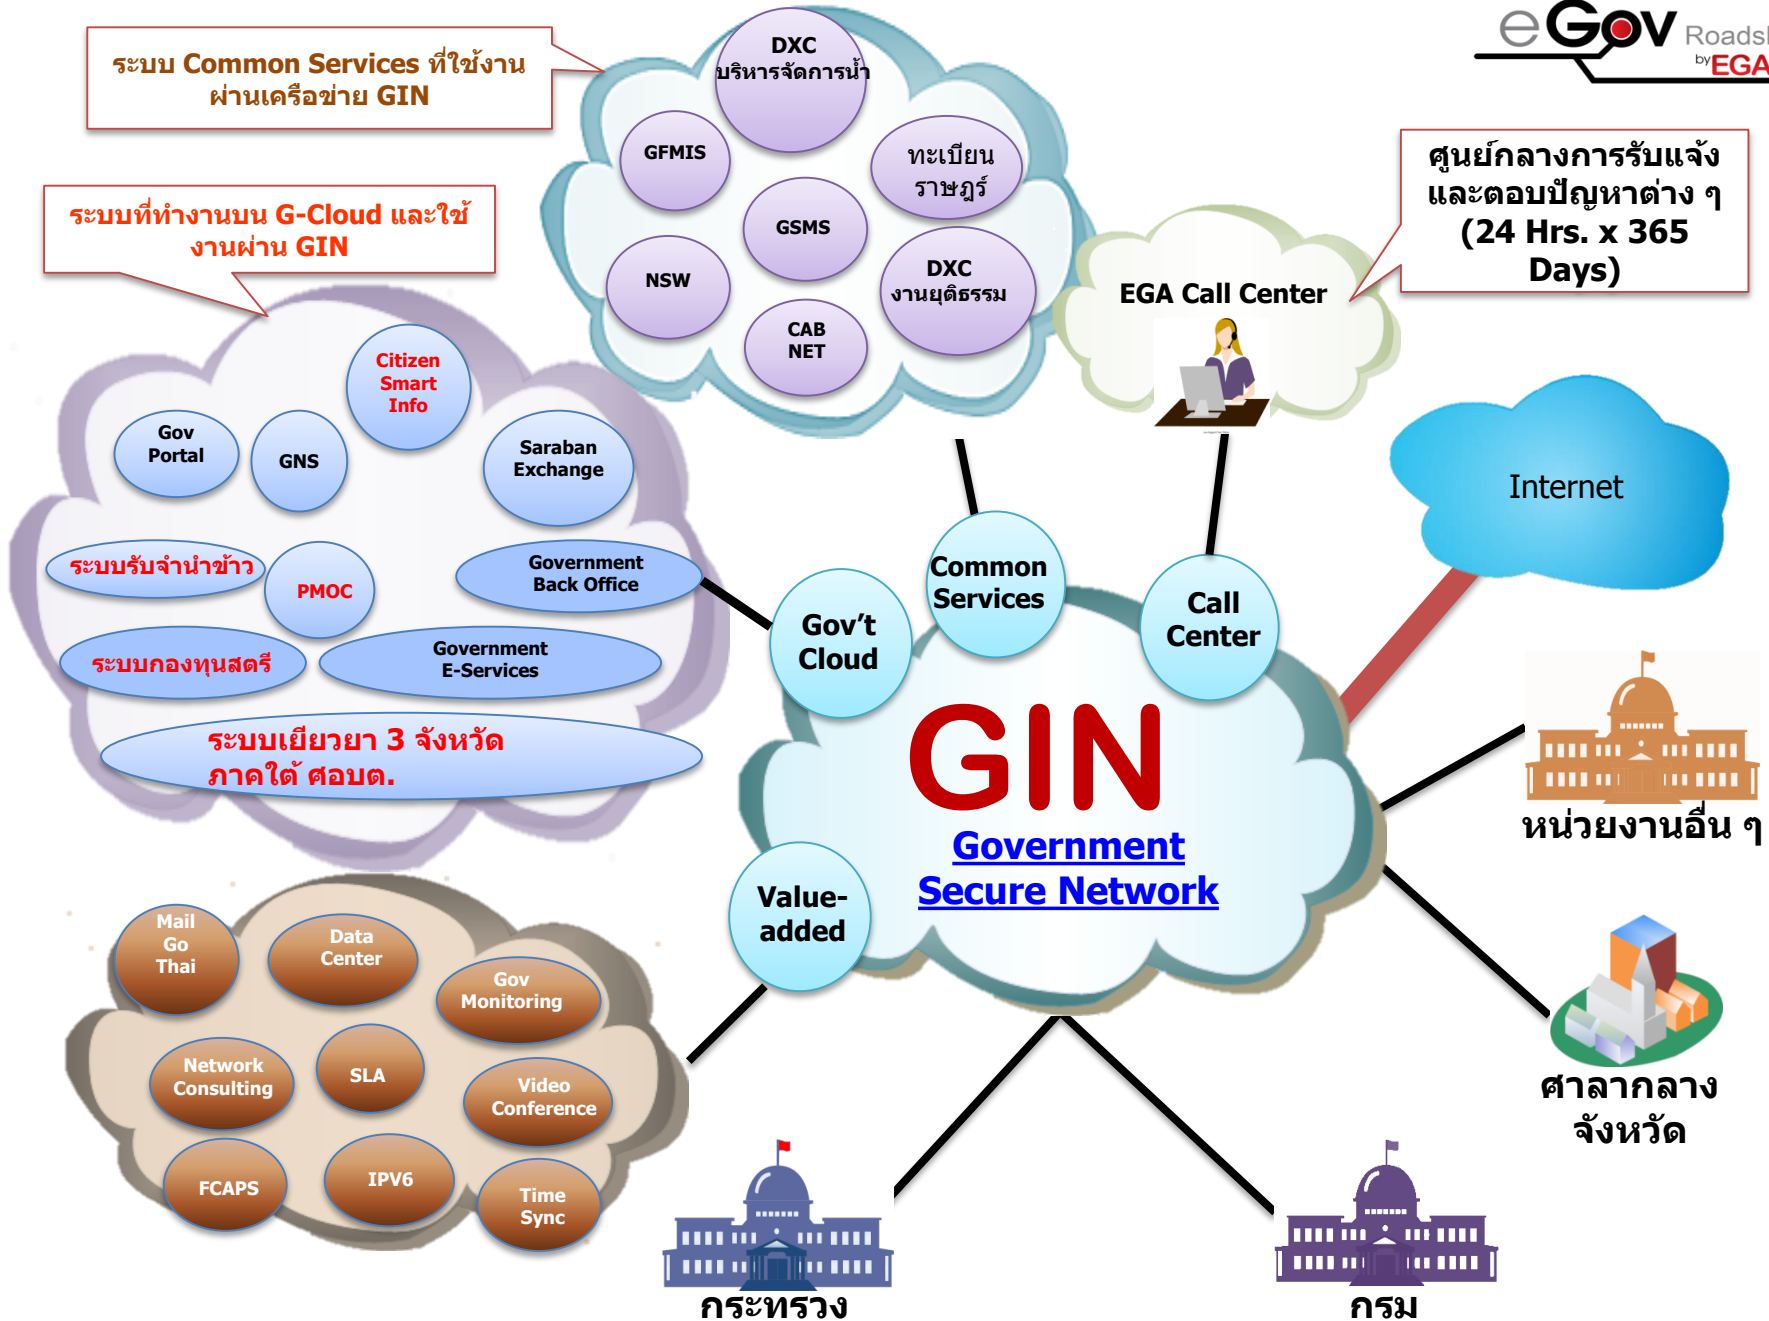 eGov Roadsh
by EGA
ระบบ Common Services ที่ใช้งาน
ผ่านเครือข่าย GIN
ระบบที่ทำงานบน G-Cloud และใช้
งานผ่าน GIN
ศูนย์กลางการรับแจ้ง
และตอบปัญหาต่าง ๆ
(24 Hrs. x 365
Days)
DXC
บริหารจัดการน้ำ
GFMIS
ทะเบียน
ราษฎร์
GSMS
NSW
DXC
งานยุติธรรม
CAB
NET
EGA Call Center
Internet
Citizen
Smart
Info
Gov
Portal
GNS
Saraban
Exchange
ระบบรับจำนำข้าว
PMOC
Government
Back Office
ระบบกองทุนสตรี
Government
E-Services
ระบบเยียวยา 3 จังหวัด
ภาคใต้ ศอบต.
Gov't
Cloud
Common
Services
Call
Center
GIN
Government
Secure Network
Value-
added
Mail
Go
Thai
Data
Center
Gov
Monitoring
Network
Consulting
SLA
Video
Conference
FCAPS
IPV6
Time
Sync
หน่วยงานอื่น ๆ
ศาลากลาง
จังหวัด
กระทรวง
กรม